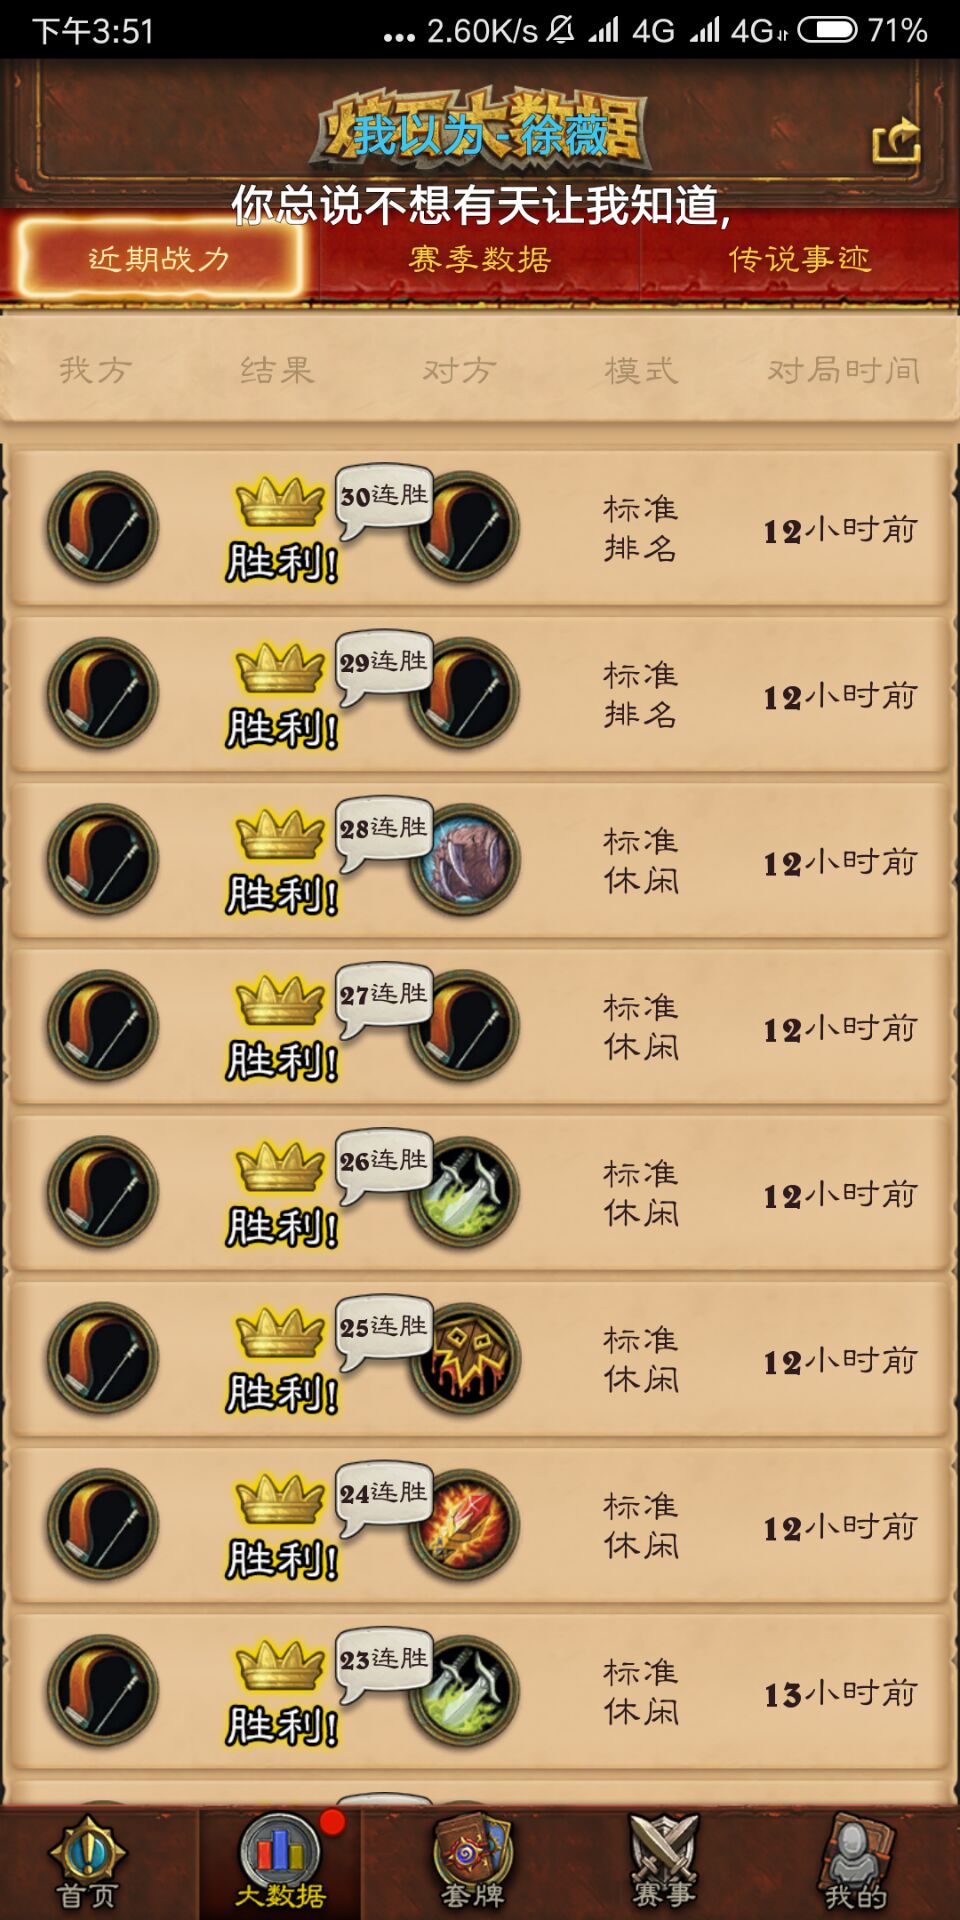 下午3:51 ... 2.60K/s 4G 4G 71%
炉石大数据
我以为 - 徐薇
你总说不想有天让我知道,
近期战力 赛季数据 传说事迹
我方 结果 对方 模式 对局时间
胜利! 30连胜 标准 12小时前
排名
胜利! 29连胜 标准 12小时前
排名
胜利! 28连胜 标准 12小时前
休闲
胜利! 27连胜 标准 12小时前
休闲
胜利! 26连胜 标准 12小时前
休闲
胜利! 25连胜 标准 12小时前
休闲
胜利! 24连胜 标准 12小时前
休闲
胜利! 23连胜 标准 13小时前
休闲
首页 大数据 套牌 赛事 我的